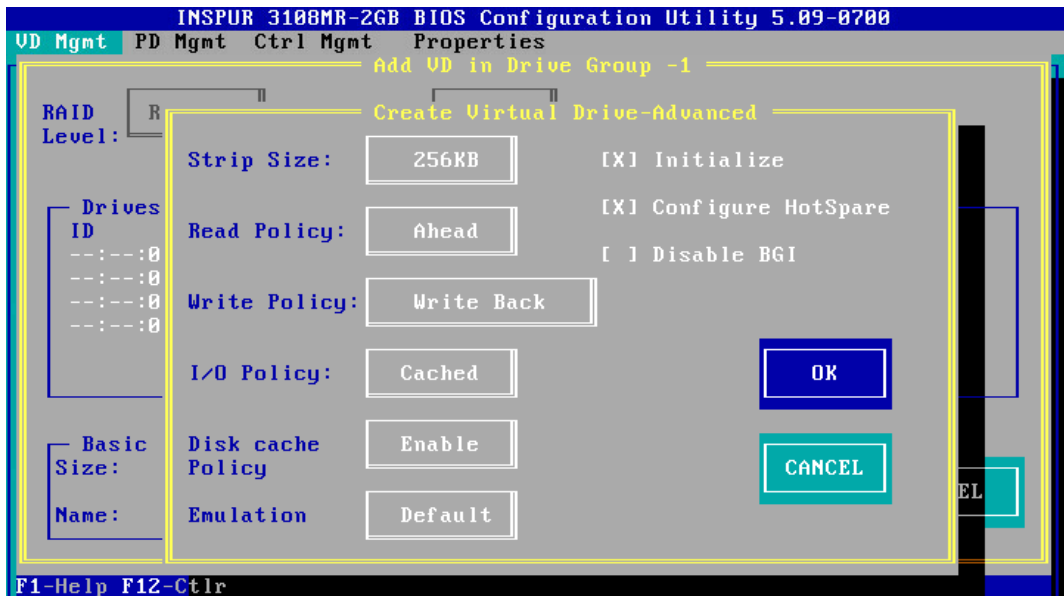 INSPUR 3108MR-2GB BIOS Configuration Utility 5.09-0700
VD Mgmt PD Mgmt Ctrl Mgmt Properties
Add VD in Drive Group -1
RAID Level:
R
Create Virtual Drive-Advanced
Strip Size: 256KB [X] Initialize
Drives
[X] Configure HotSpare
ID
Read Policy: Ahead
--:--:0
[ ] Disable BGI
--:--:0
--:--:0
Write Policy: Write Back
--:--:0
I/O Policy: Cached
OK
Basic
Disk cache Policy
Enable
Size:
CANCEL
EL
Name:
Emulation Default
F1-Help F12-Ctlr